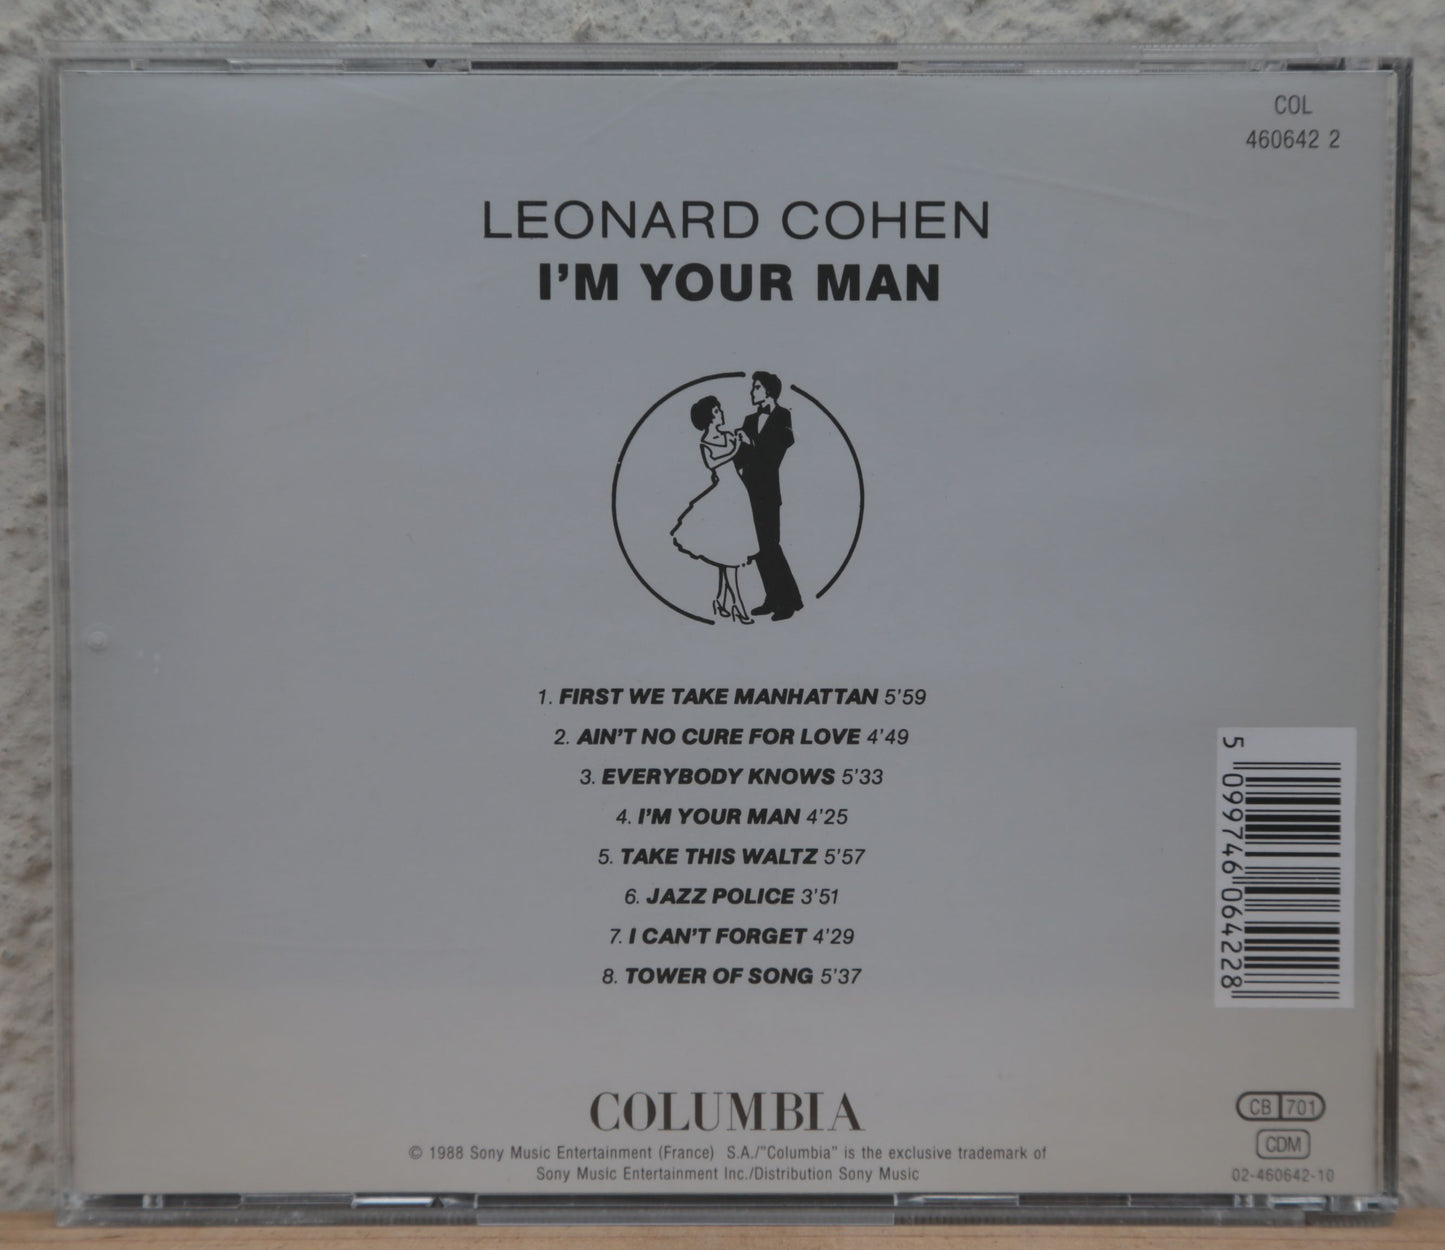 COL
460642 2
LEONARD COHEN
I'M YOUR MAN
1. FIRST WE TAKE MANHATTAN 5'59
2. AIN'T NO CURE FOR LOVE 4'49
3. EVERYBODY KNOWS 5'33
4. I'M YOUR MAN 4'25
5. TAKE THIS WALTZ 5'57
6. JAZZ POLICE 3'51
7. I CAN'T FORGET 4'29
8. TOWER OF SONG 5'37
5 099746 064228
COLUMBIA
© 1988 Sony Music Entertainment (France) S.A./"Columbia" is the exclusive trademark of
Sony Music Entertainment Inc./Distribution Sony Music
CB 701
CDM
02-460642-10